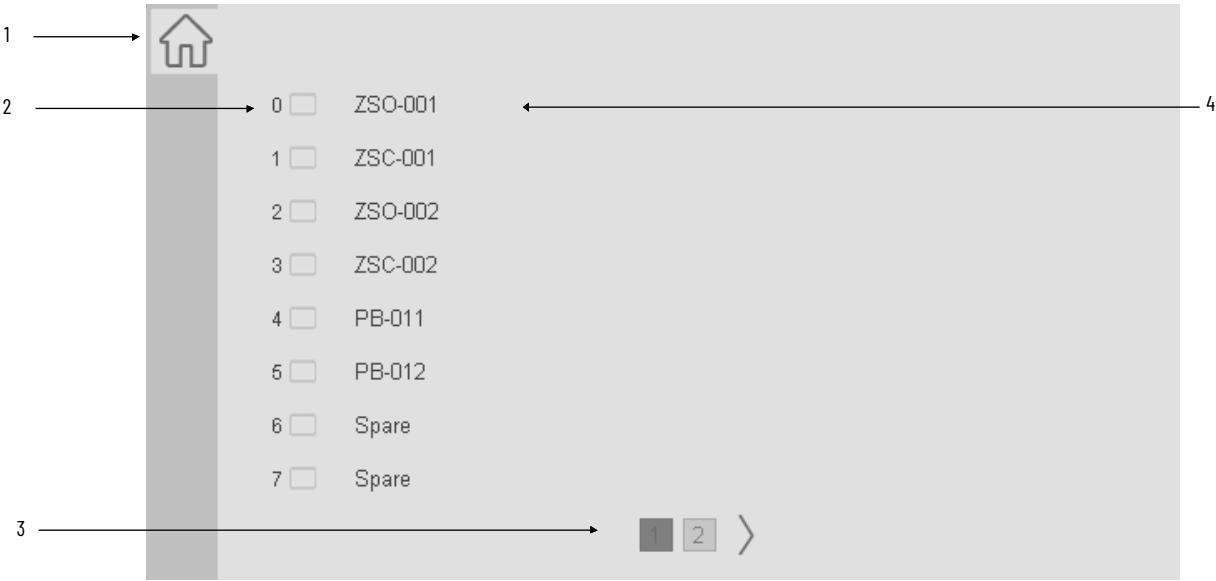 1
2 0 ZSO-001 4
1 ZSC-001
2 ZSO-002
3 ZSC-002
4 PB-011
5 PB-012
6 Spare
7 Spare
3 1 2